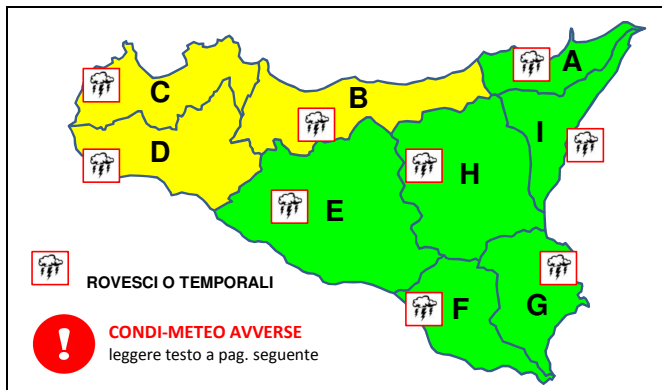 A
C
B
I
D
H
E
F
G
ROVESCI O TEMPORALI
!
CONDI-METEO AVVERSE
leggere testo a pag. seguente